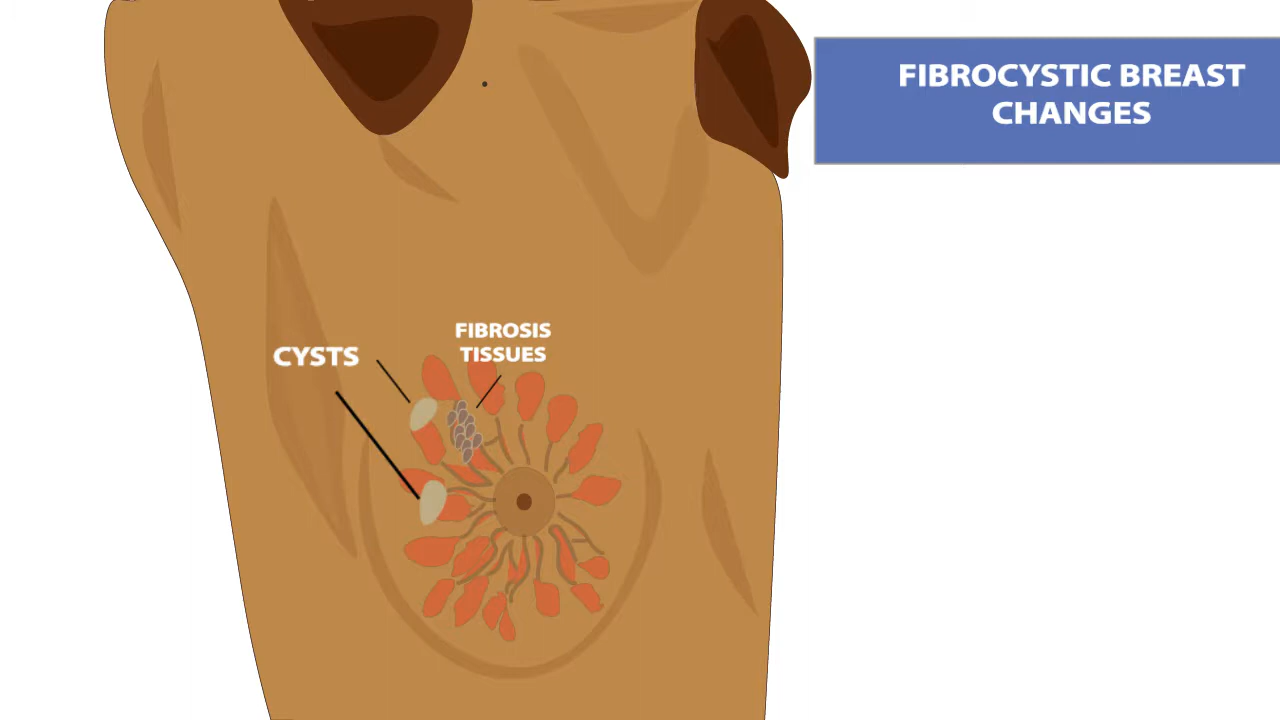 FIBROCYSTIC BREAST
CHANGES
FIBROSIS
TISSUES
CYSTS